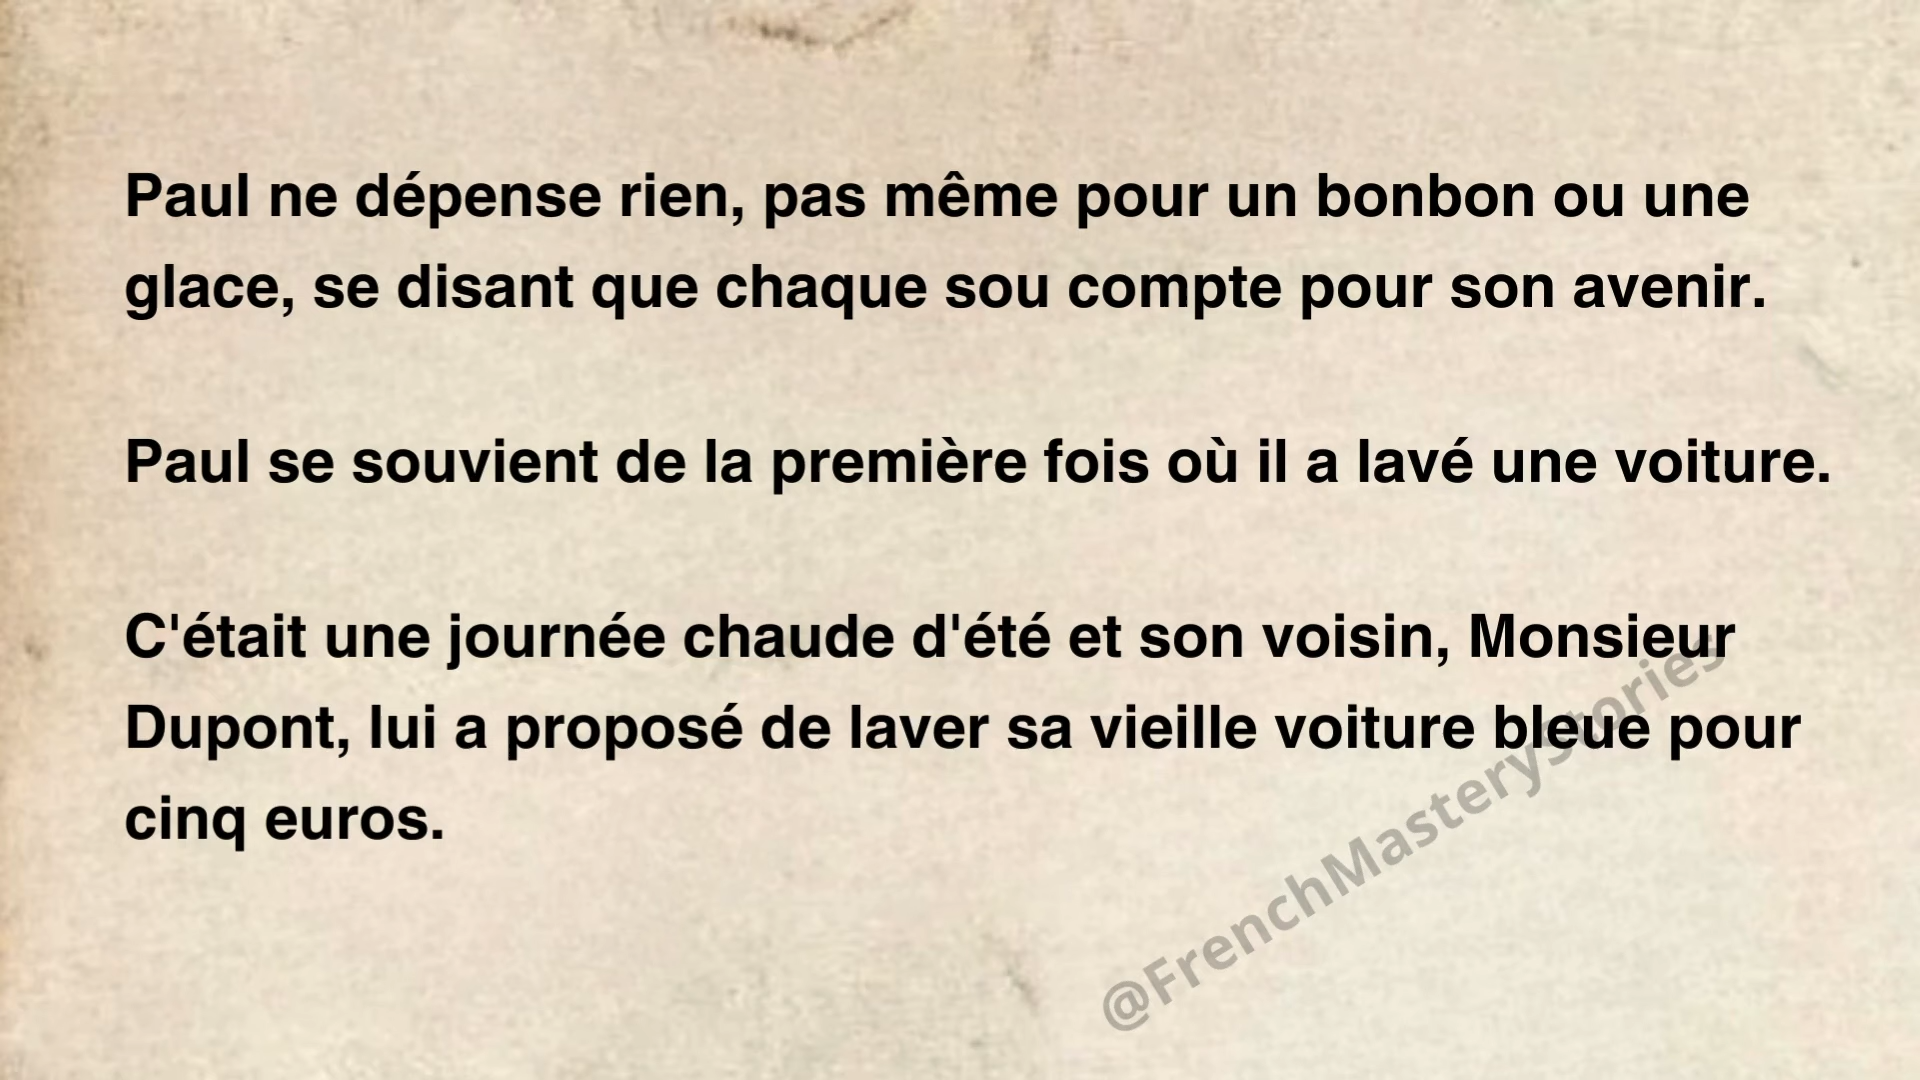 Paul ne dépense rien, pas même pour un bonbon ou une
glace, se disant que chaque sou compte pour son avenir.
Paul se souvient de la première fois où il a lavé une voiture.
C'était une journée chaude d'été et son voisin, Monsieur
Dupont, lui a proposé de laver sa vieille voiture bleue pour
cinq euros.
@FrenchMasteryStories